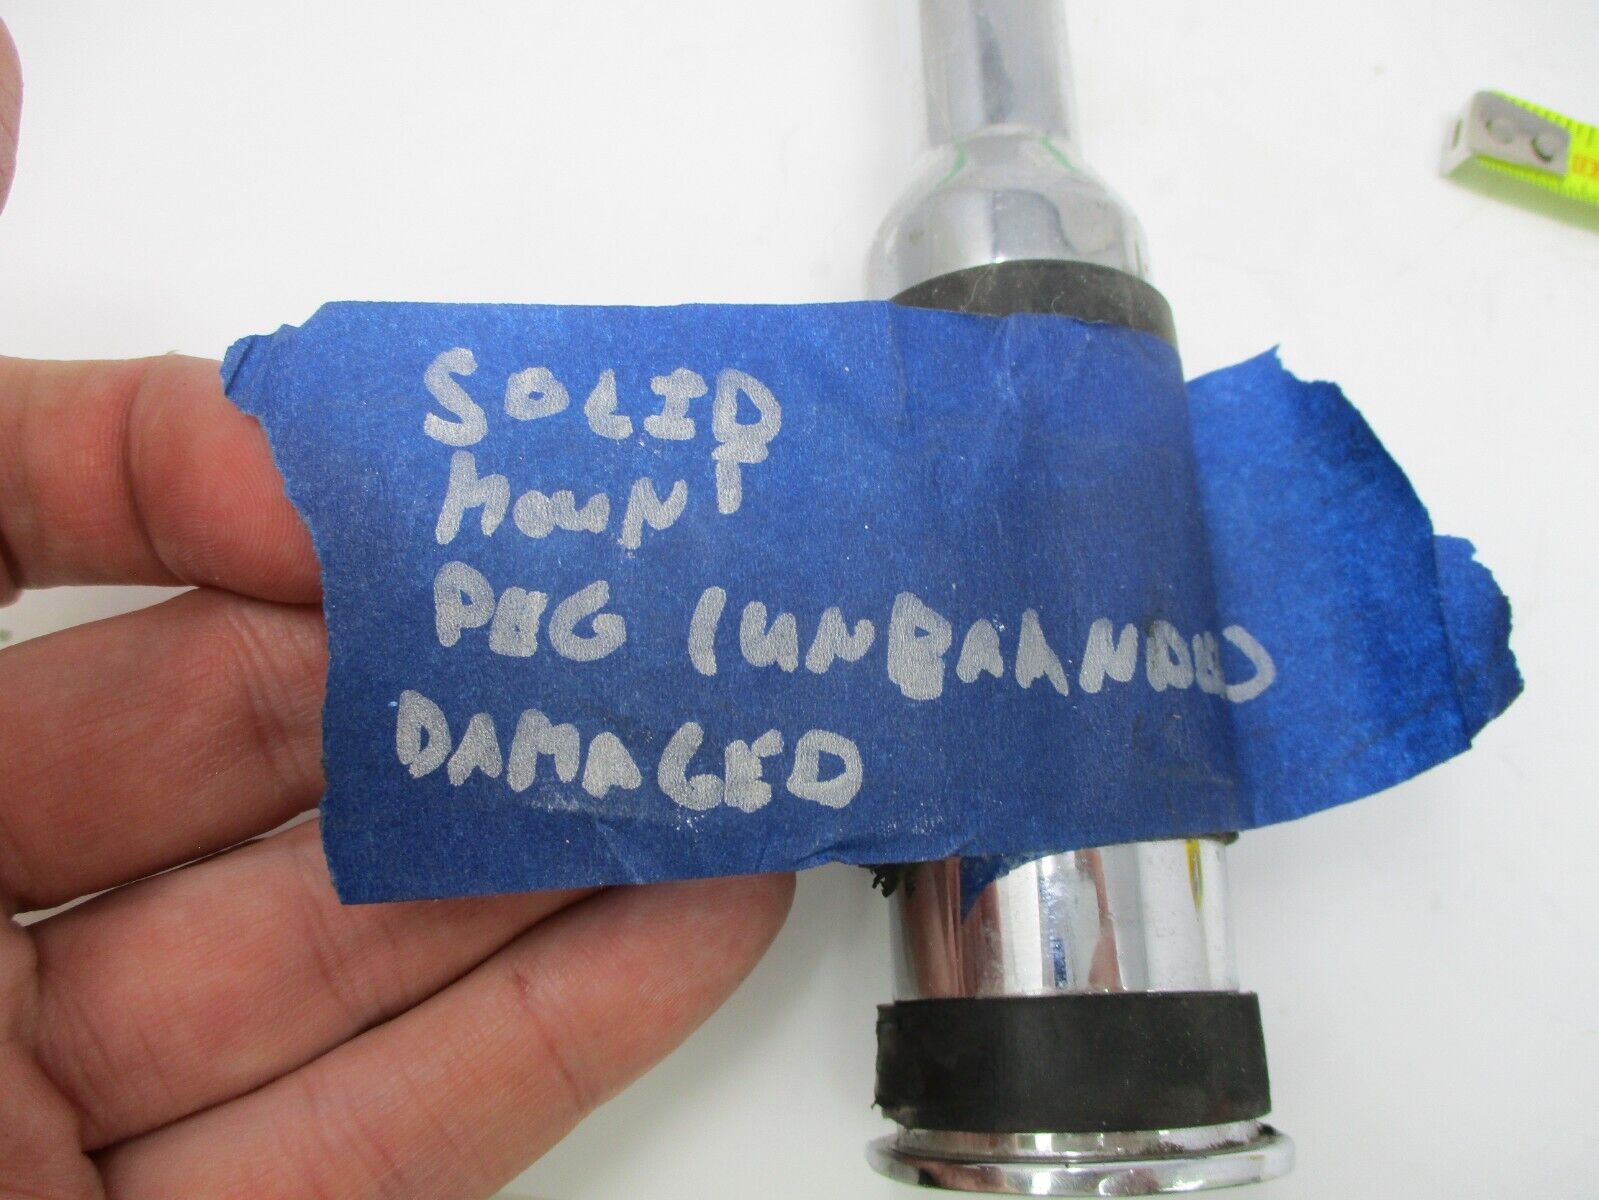 SOLID
MOUNT
PEG (UNBRANDED)
DAMAGED